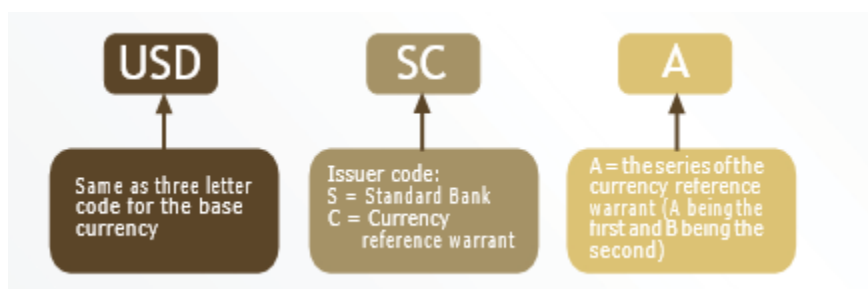 USD
SC
A
Same as three letter
code for the base
currency
Issuer code:
S = Standard Bank
C = Currency
reference warrant
A = the series of the
currency reference
warrant (A being the
first and B being the
second)